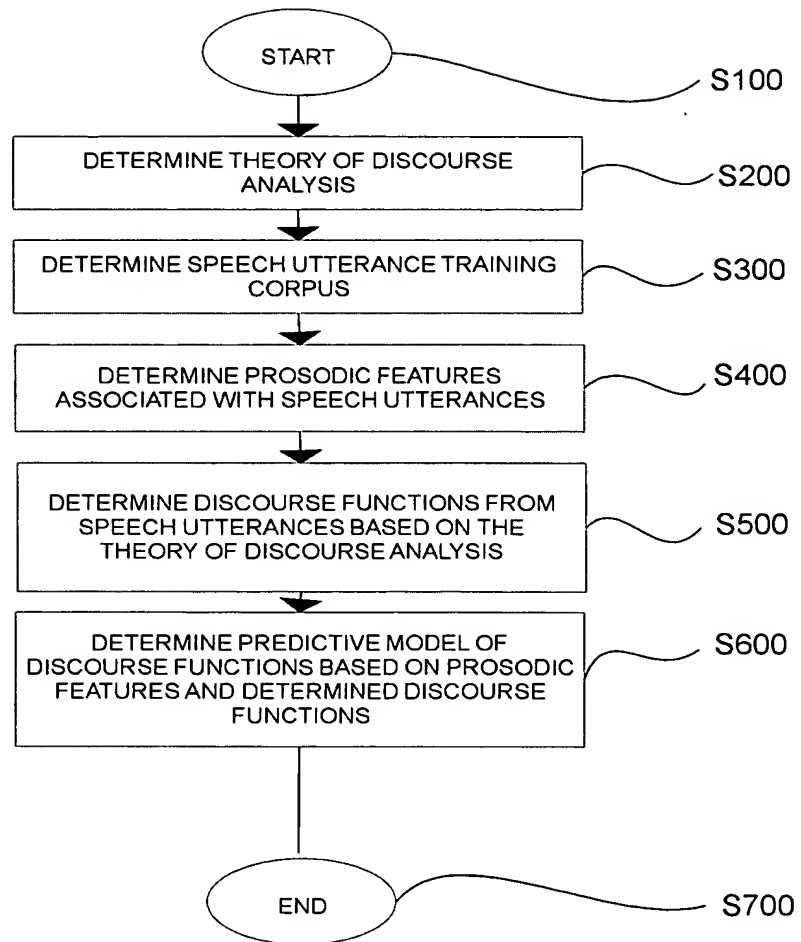 START
S100
DETERMINE THEORY OF DISCOURSE
ANALYSIS
S200
DETERMINE SPEECH UTTERANCE TRAINING
CORPUS
S300
DETERMINE PROSODIC FEATURES
ASSOCIATED WITH SPEECH UTTERANCES
S400
DETERMINE DISCOURSE FUNCTIONS FROM
SPEECH UTTERANCES BASED ON THE
THEORY OF DISCOURSE ANALYSIS
S500
DETERMINE PREDICTIVE MODEL OF
DISCOURSE FUNCTIONS BASED ON PROSODIC
FEATURES AND DETERMINED DISCOURSE
FUNCTIONS
S600
END
S700